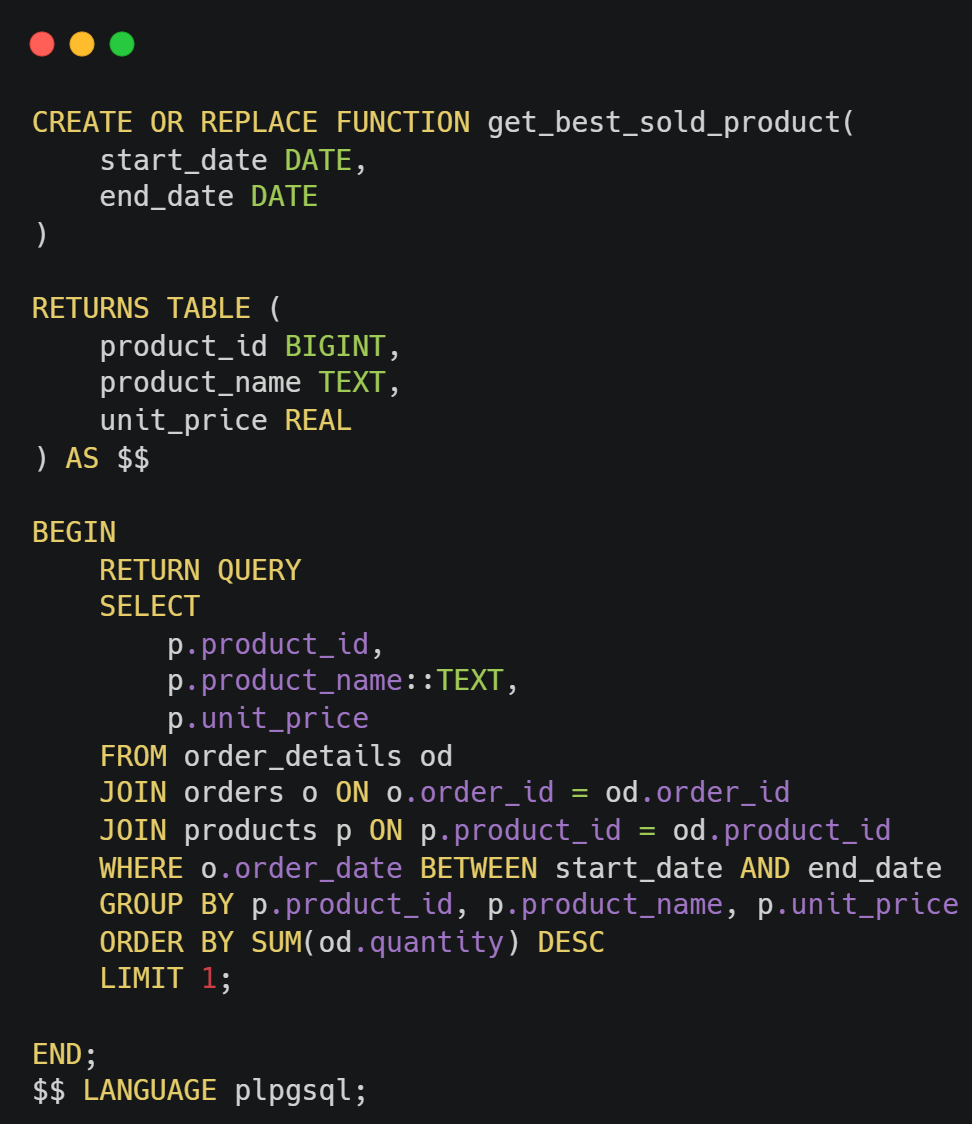 CREATE OR REPLACE FUNCTION get_best_sold_product(
    start_date DATE,
    end_date DATE
)

RETURNS TABLE (
    product_id BIGINT,
    product_name TEXT,
    unit_price REAL
) AS $$

BEGIN
    RETURN QUERY
    SELECT
        p.product_id,
        p.product_name::TEXT,
        p.unit_price
    FROM order_details od
    JOIN orders o ON o.order_id = od.order_id
    JOIN products p ON p.product_id = od.product_id
    WHERE o.order_date BETWEEN start_date AND end_date
    GROUP BY p.product_id, p.product_name, p.unit_price
    ORDER BY SUM(od.quantity) DESC
    LIMIT 1;

END;
$$ LANGUAGE plpgsql;